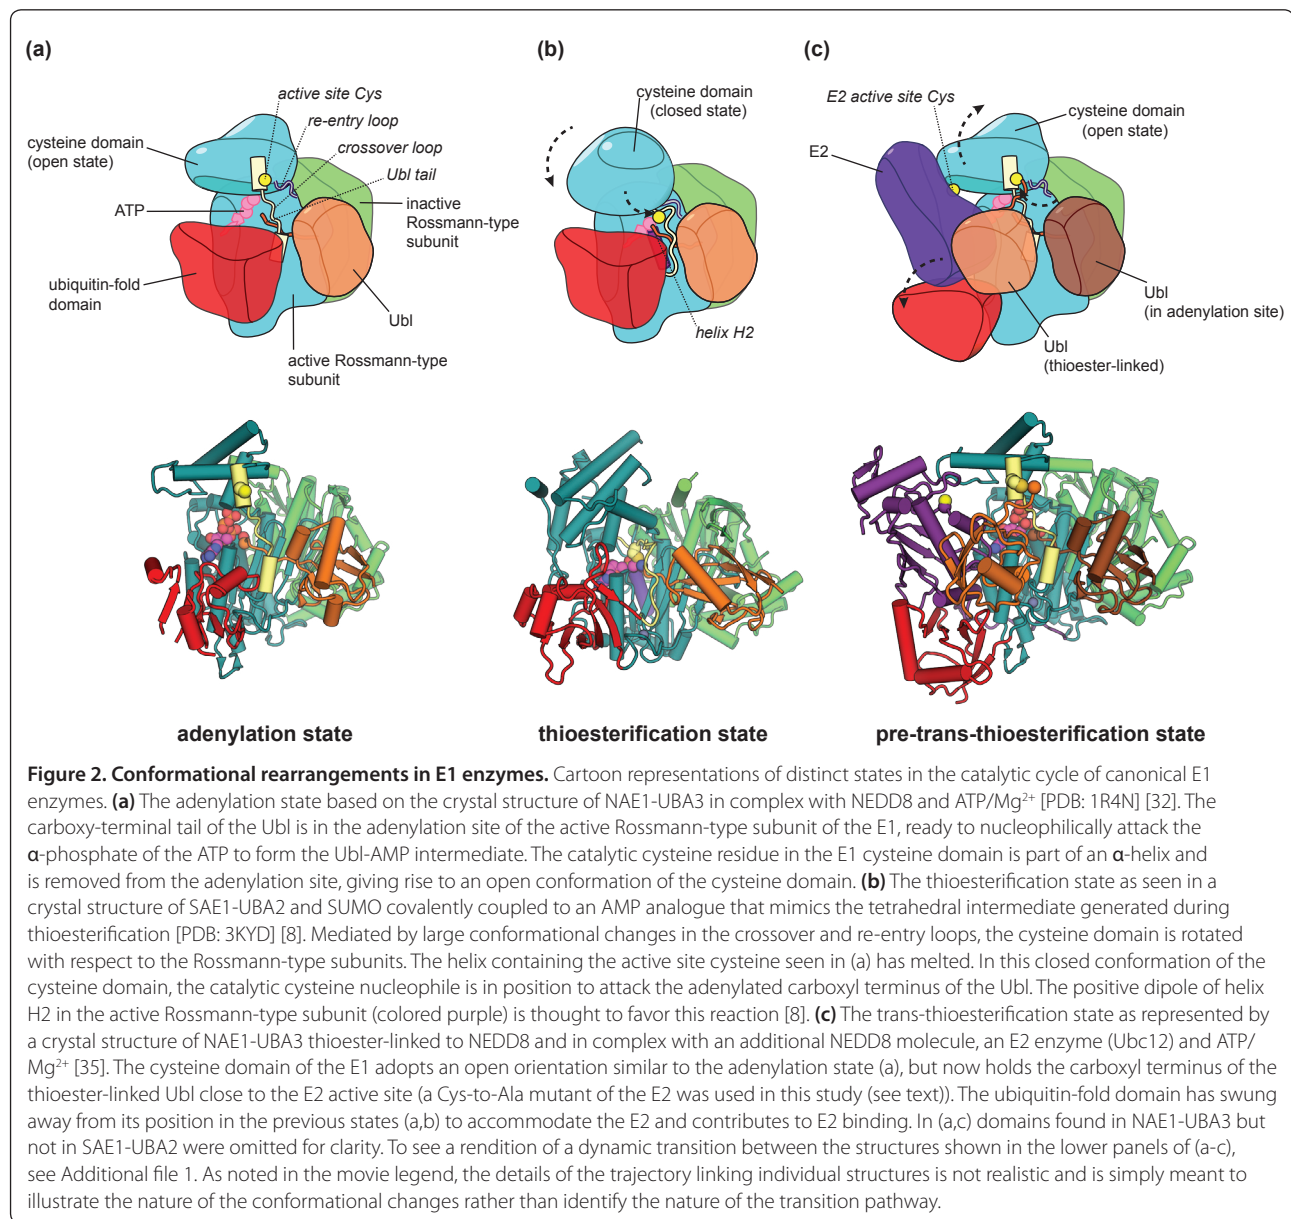 (a)
(b)
(c)
active site Cys
re-entry loop
crossover loop
Ubl tail
cysteine domain
(open state)
ATP
inactive
Rossmann-type
subunit
ubiquitin-fold
domain
Ubl
active Rossmann-type
subunit
cysteine domain
(closed state)
helix H2
E2 active site Cys
cysteine domain
(open state)
E2
Ubl
(in adenylation site)
Ubl
(thioester-linked)
adenylation state
thioesterification state
pre-trans-thioesterification state
Figure 2. Conformational rearrangements in E1 enzymes. Cartoon representations of distinct states in the catalytic cycle of canonical E1
enzymes. (a) The adenylation state based on the crystal structure of NAE1-UBA3 in complex with NEDD8 and ATP/Mg²⁺ [PDB: 1R4N] [32]. The
carboxy-terminal tail of the Ubl is in the adenylation site of the active Rossmann-type subunit of the E1, ready to nucleophilically attack the
α-phosphate of the ATP to form the Ubl-AMP intermediate. The catalytic cysteine residue in the E1 cysteine domain is part of an α-helix and
is removed from the adenylation site, giving rise to an open conformation of the cysteine domain. (b) The thioesterification state as seen in a
crystal structure of SAE1-UBA2 and SUMO covalently coupled to an AMP analogue that mimics the tetrahedral intermediate generated during
thioesterification [PDB: 3KYD] [8]. Mediated by large conformational changes in the crossover and re-entry loops, the cysteine domain is rotated
with respect to the Rossmann-type subunits. The helix containing the active site cysteine seen in (a) has melted. In this closed conformation of the
cysteine domain, the catalytic cysteine nucleophile is in position to attack the adenylated carboxyl terminus of the Ubl. The positive dipole of helix
H2 in the active Rossmann-type subunit (colored purple) is thought to favor this reaction [8]. (c) The trans-thioesterification state as represented by
a crystal structure of NAE1-UBA3 thioester-linked to NEDD8 and in complex with an additional NEDD8 molecule, an E2 enzyme (Ubc12) and ATP/
Mg²⁺ [35]. The cysteine domain of the E1 adopts an open orientation similar to the adenylation state (a), but now holds the carboxyl terminus of the
thioester-linked Ubl close to the E2 active site (a Cys-to-Ala mutant of the E2 was used in this study (see text)). The ubiquitin-fold domain has swung
away from its position in the previous states (a,b) to accommodate the E2 and contributes to E2 binding. In (a,c) domains found in NAE1-UBA3 but
not in SAE1-UBA2 were omitted for clarity. To see a rendition of a dynamic transition between the structures shown in the lower panels of (a-c),
see Additional file 1. As noted in the movie legend, the details of the trajectory linking individual structures is not realistic and is simply meant to
illustrate the nature of the conformational changes rather than identify the nature of the transition pathway.